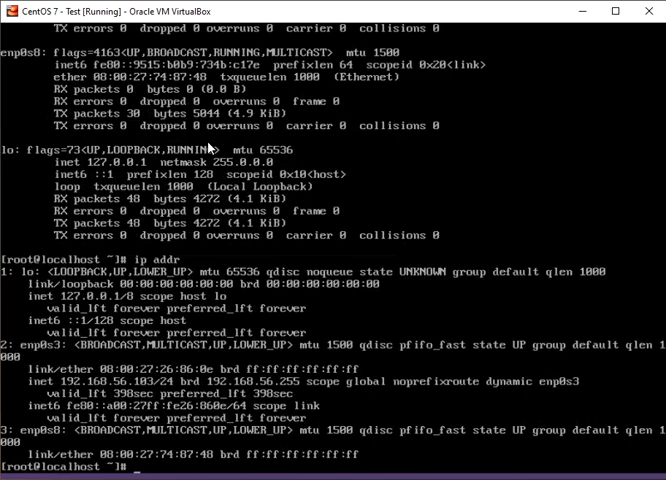 CentOS 7 - Test [Running] - Oracle VM VirtualBox
TX errors 0 dropped 0 overruns 0 carrier 0 collisions 0
enp0s8: flags=4163<UP,BROADCAST,RUNNING,MULTICAST> mtu 1500
inet6 fe80::9515:b0b9:734b:c17e prefixlen 64 scopeid 0x20<link>
ether 08:00:27:74:87:48 txqueuelen 1000 (Ethernet)
RX packets 0 bytes 0 (0.0 B)
RX errors 0 dropped 0 overruns 0 frame 0
TX packets 30 bytes 5044 (4.9 KiB)
TX errors 0 dropped 0 overruns 0 carrier 0 collisions 0
lo: flags=73<UP,LOOPBACK,RUNNING> mtu 65536
inet 127.0.0.1 netmask 255.0.0.0
inet6 ::1 prefixlen 128 scopeid 0x10<host>
loop txqueuelen 1000 (Local Loopback)
RX packets 48 bytes 4272 (4.1 KiB)
RX errors 0 dropped 0 overruns 0 frame 0
TX packets 48 bytes 4272 (4.1 KiB)
TX errors 0 dropped 0 overruns 0 carrier 0 collisions 0
[root@localhost ~]# ip addr
1: lo: <LOOPBACK,UP,LOWER_UP> mtu 65536 qdisc noqueue state UNKNOWN group default qlen 1000
link/loopback 00:00:00:00:00:00 brd 00:00:00:00:00:00
inet 127.0.0.1/8 scope host lo
valid_lft forever preferred_lft forever
inet6 ::1/128 scope host
valid_lft forever preferred_lft forever
2: enp0s3: <BROADCAST,MULTICAST,UP,LOWER_UP> mtu 1500 qdisc pfifo_fast state UP group default qlen 1
000
link/ether 08:00:27:26:86:0e brd ff:ff:ff:ff:ff:ff
inet 192.168.56.103/24 brd 192.168.56.255 scope global noprefixroute dynamic enp0s3
valid_lft 398sec preferred_lft 398sec
inet6 fe80::a00:27ff:fe26:860e/64 scope link
valid_lft forever preferred_lft forever
3: enp0s8: <BROADCAST,MULTICAST,UP,LOWER_UP> mtu 1500 qdisc pfifo_fast state UP group default qlen 1
000
link/ether 08:00:27:74:87:48 brd ff:ff:ff:ff:ff:ff
[root@localhost ~]# _